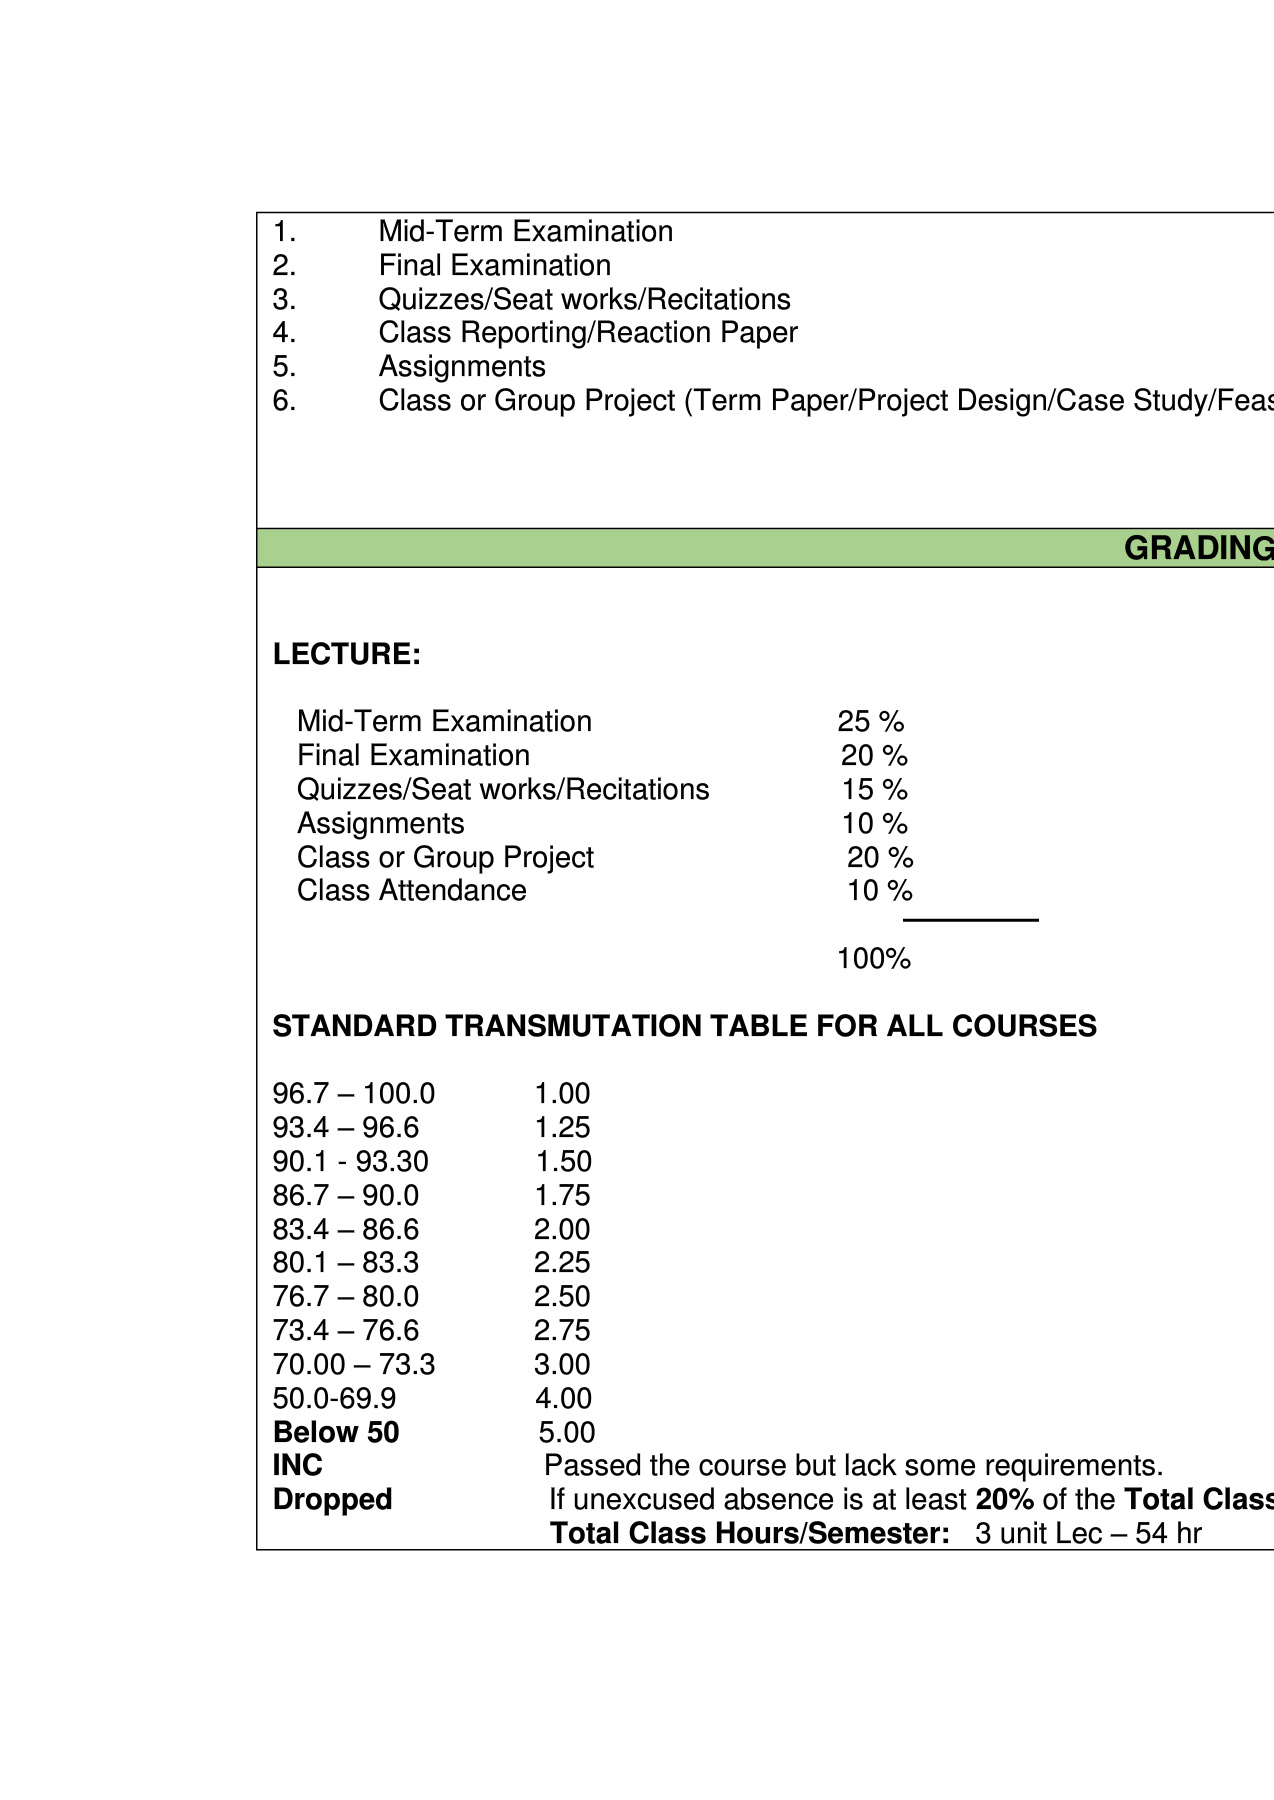 1. Mid-Term Examination
2. Final Examination
3. Quizzes/Seat works/Recitations
4. Class Reporting/Reaction Paper
5. Assignments
6. Class or Group Project (Term Paper/Project Design/Case Study/Feas
GRADING
LECTURE:
Mid-Term Examination 25 %
Final Examination 20 %
Quizzes/Seat works/Recitations 15 %
Assignments 10 %
Class or Group Project 20 %
Class Attendance 10 %
100%
STANDARD TRANSMUTATION TABLE FOR ALL COURSES
96.7 – 100.0 1.00
93.4 – 96.6 1.25
90.1 - 93.30 1.50
86.7 – 90.0 1.75
83.4 – 86.6 2.00
80.1 – 83.3 2.25
76.7 – 80.0 2.50
73.4 – 76.6 2.75
70.00 – 73.3 3.00
50.0-69.9 4.00
Below 50 5.00
INC Passed the course but lack some requirements.
Dropped If unexcused absence is at least 20% of the Total Class
Total Class Hours/Semester: 3 unit Lec – 54 hr